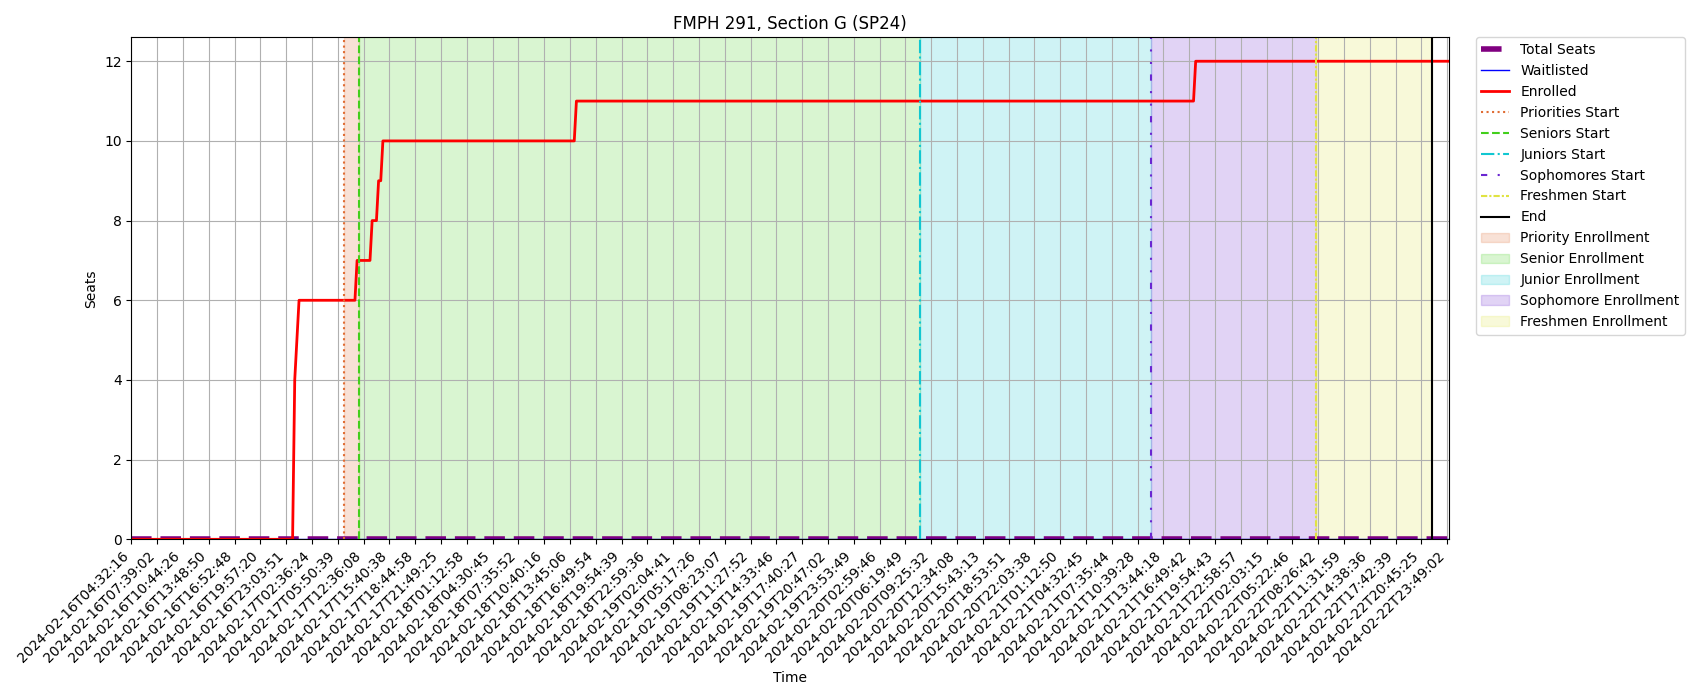 FMPH 291, Section G (SP24)
Seats
12
10
8
6
4
2
0
2024-02-16T04:32:16
2024-02-16T07:39:02
2024-02-16T10:44:26
2024-02-16T13:48:50
2024-02-16T16:52:48
2024-02-16T19:57:20
2024-02-16T23:03:51
2024-02-17T02:36:24
2024-02-17T05:50:39
2024-02-17T12:36:08
2024-02-17T15:40:38
2024-02-17T18:44:58
2024-02-17T21:49:25
2024-02-18T01:12:58
2024-02-18T04:30:45
2024-02-18T07:35:52
2024-02-18T10:40:16
2024-02-18T13:45:06
2024-02-18T16:49:54
2024-02-18T19:54:39
2024-02-18T22:59:36
2024-02-19T02:04:41
2024-02-19T05:17:26
2024-02-19T08:23:07
2024-02-19T11:27:52
2024-02-19T14:33:46
2024-02-19T17:40:27
2024-02-19T20:47:02
2024-02-19T23:53:49
2024-02-20T02:59:46
2024-02-20T06:19:49
2024-02-20T09:25:32
2024-02-20T12:34:08
2024-02-20T15:43:13
2024-02-20T18:53:51
2024-02-20T22:03:38
2024-02-21T01:12:50
2024-02-21T04:32:45
2024-02-21T07:35:44
2024-02-21T10:39:28
2024-02-21T13:44:18
2024-02-21T16:49:42
2024-02-21T19:54:43
2024-02-21T22:58:57
2024-02-22T02:03:15
2024-02-22T05:22:46
2024-02-22T08:26:42
2024-02-22T11:31:59
2024-02-22T14:38:36
2024-02-22T17:42:39
2024-02-22T20:45:25
2024-02-22T23:49:02
Time
Total Seats
Waitlisted
Enrolled
Priorities Start
Seniors Start
Juniors Start
Sophomores Start
Freshmen Start
End
Priority Enrollment
Senior Enrollment
Junior Enrollment
Sophomore Enrollment
Freshmen Enrollment